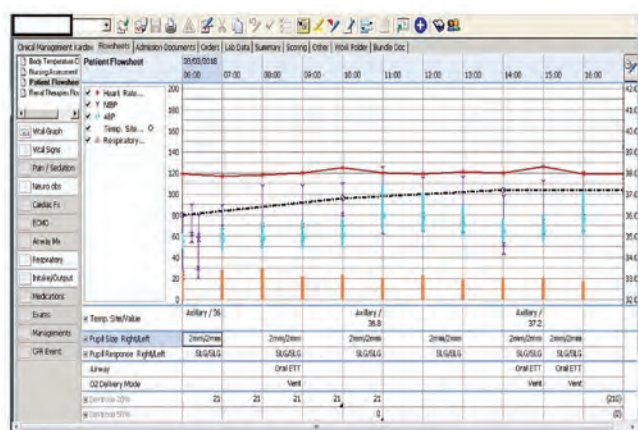 Clinical Management Kardex Flowsheets Admission Documents Orders Lab Data Summary Scoring Other Work Folder Bundle Doc
Body Temperature
Nursing Assessment
Patient Flowsheet
Renal Therapies Flo
Vital Graph
Vital Signs
Pain / Sedation
Neuro obs
Cardiac Fx
ECMO
Airway Mx
Respiratory
Intake/Output
Medications
Exams
Managements
CPR Event
Patient Flowsheet
06:00 07:00 08:00 09:00 10:00 11:00 12:00 13:00 14:00 15:00 16:00
Heart Rate...
NBP
ABP
Temp. Site... O
Respiratory...
200
180
160
140
120
100
80
60
40
20
0
42.0
41.0
40.0
39.0
38.0
37.0
36.0
35.0
34.0
33.0
32.0
Temp. Site/Value Axillary / 36 Axillary / 36.8 Axillary / 37.2
Pupil Size Right/Left 2mm/2mm 2mm/2mm 2mm/2mm 2mm/2mm 2mm/2mm 2mm/2mm
Pupil Response Right/Left SLG/SLG SLG/SLG SLG/SLG SLG/SLG SLG/SLG SLG/SLG
Airway Oral ETT Oral ETT Oral ETT
O2 Delivery Mode Vent Vent Vent
Dextrose 20% 21 21 21 21 21 (210)
Dextrose 50% 0 (0)